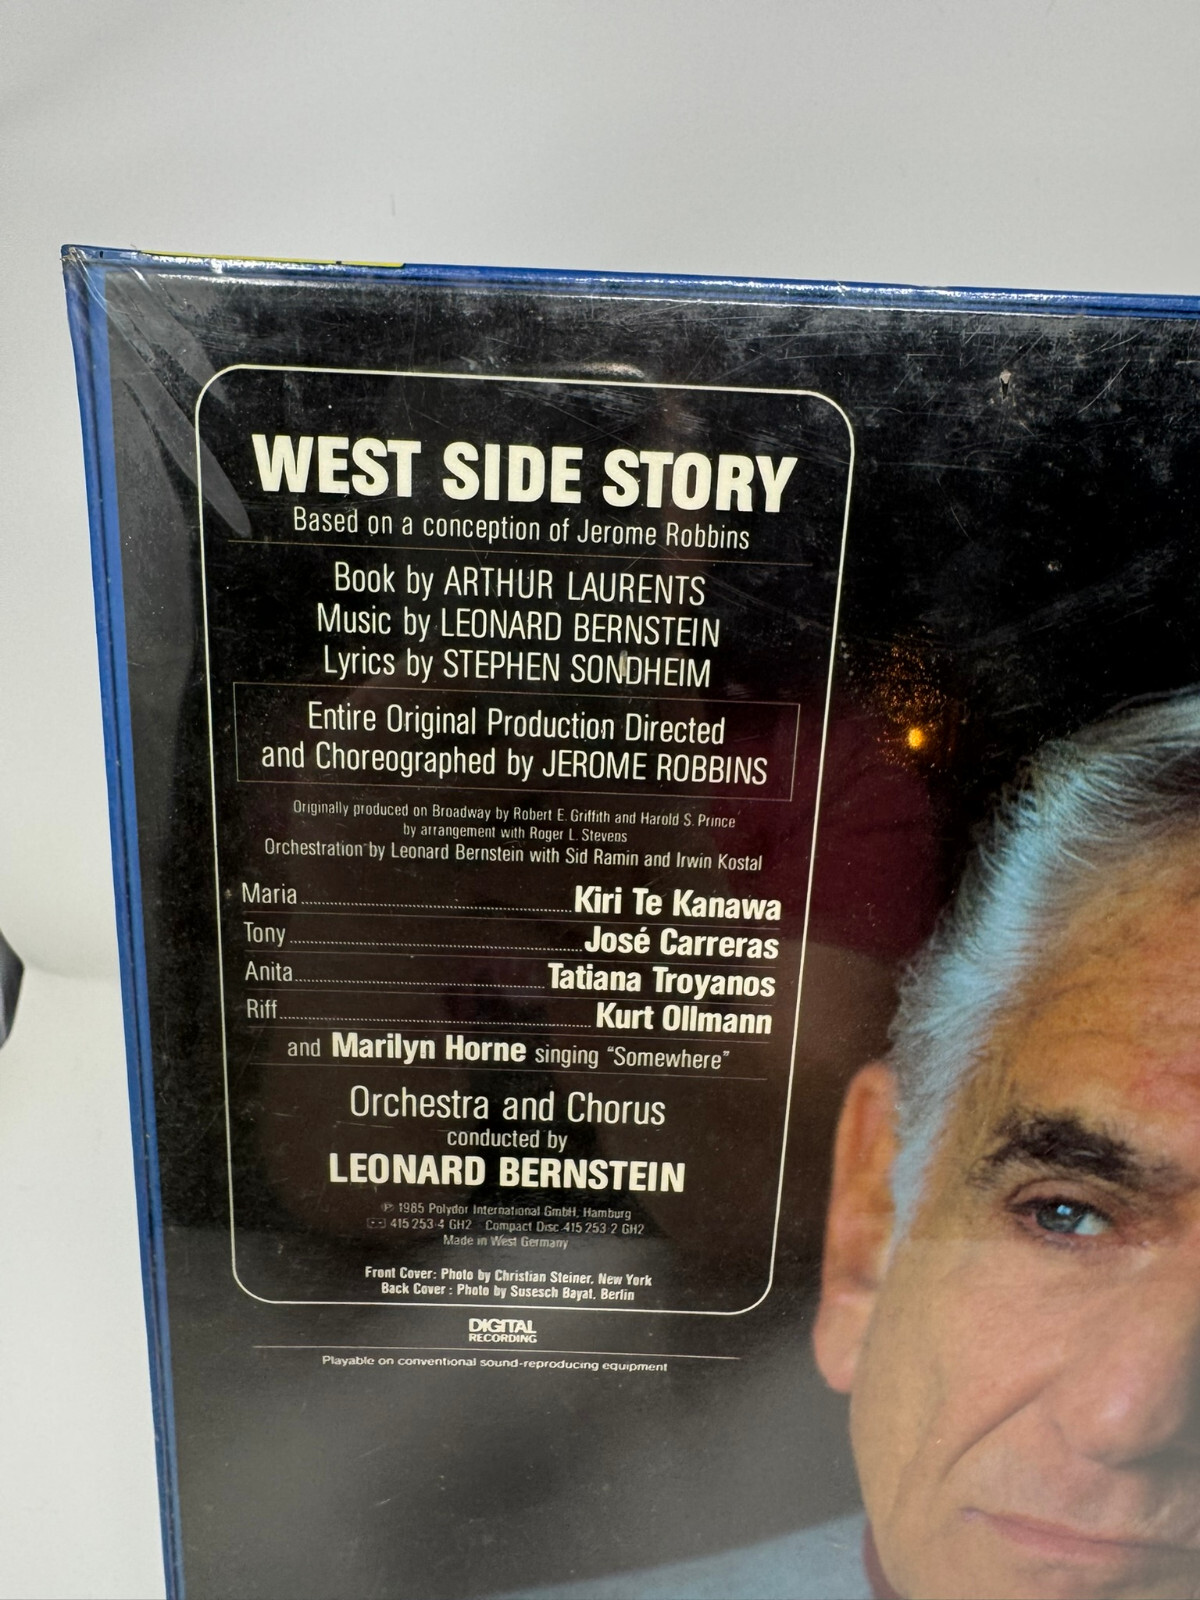 WEST SIDE STORY
Based on a conception of Jerome Robbins
Book by ARTHUR LAURENTS
Music by LEONARD BERNSTEIN
Lyrics by STEPHEN SONDHEIM
Entire Original Production Directed
and Choreographed by JEROME ROBBINS
Originally produced on Broadway by Robert E. Griffith and Harold S. Prince
by arrangement with Roger L. Stevens
Orchestration by Leonard Bernstein with Sid Ramin and Irwin Kostal
Maria Kiri Te Kanawa
Tony José Carreras
Anita Tatiana Troyanos
Riff Kurt Ollmann
and Marilyn Horne singing “Somewhere”
Orchestra and Chorus
conducted by
LEONARD BERNSTEIN
℗ 1985 Polydor International GmbH, Hamburg
415 253-4 GH2 Compact Disc 415 253 2 GH2
Made in West Germany
Front Cover: Photo by Christian Steiner, New York
Back Cover : Photo by Susesch Bayat, Berlin
DIGITAL
RECORDING
Playable on conventional sound-reproducing equipment